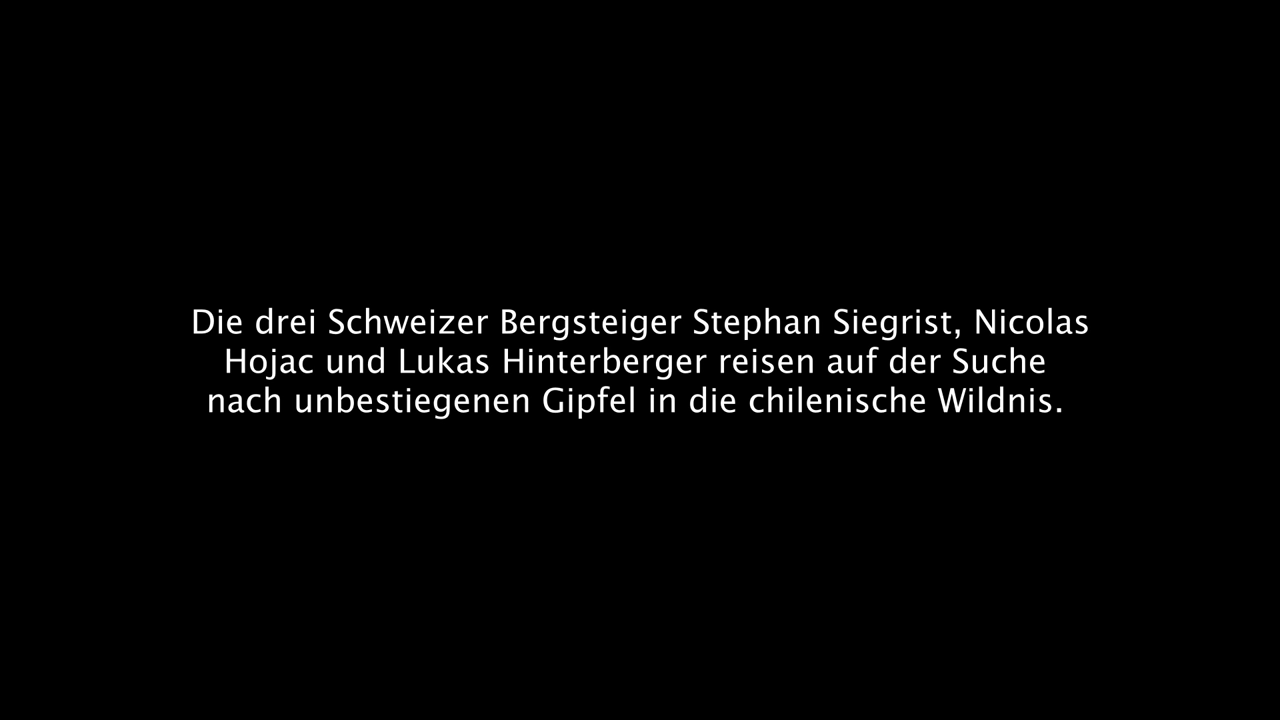 Die drei Schweizer Bergsteiger Stephan Siegrist, Nicolas
Hojac und Lukas Hinterberger reisen auf der Suche
nach unbestiegenen Gipfel in die chilenische Wildnis.